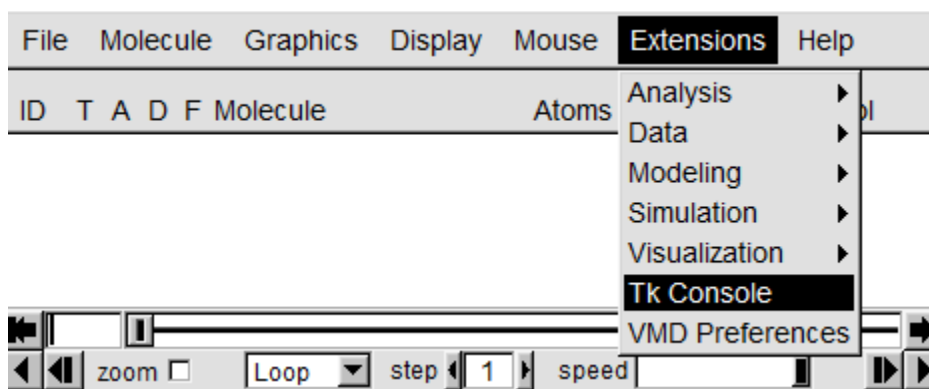 File Molecule Graphics Display Mouse Extensions Help
ID T A D F Molecule Atoms ol
Analysis
Data
Modeling
Simulation
Visualization
Tk Console
VMD Preferences
zoom Loop step 1 speed